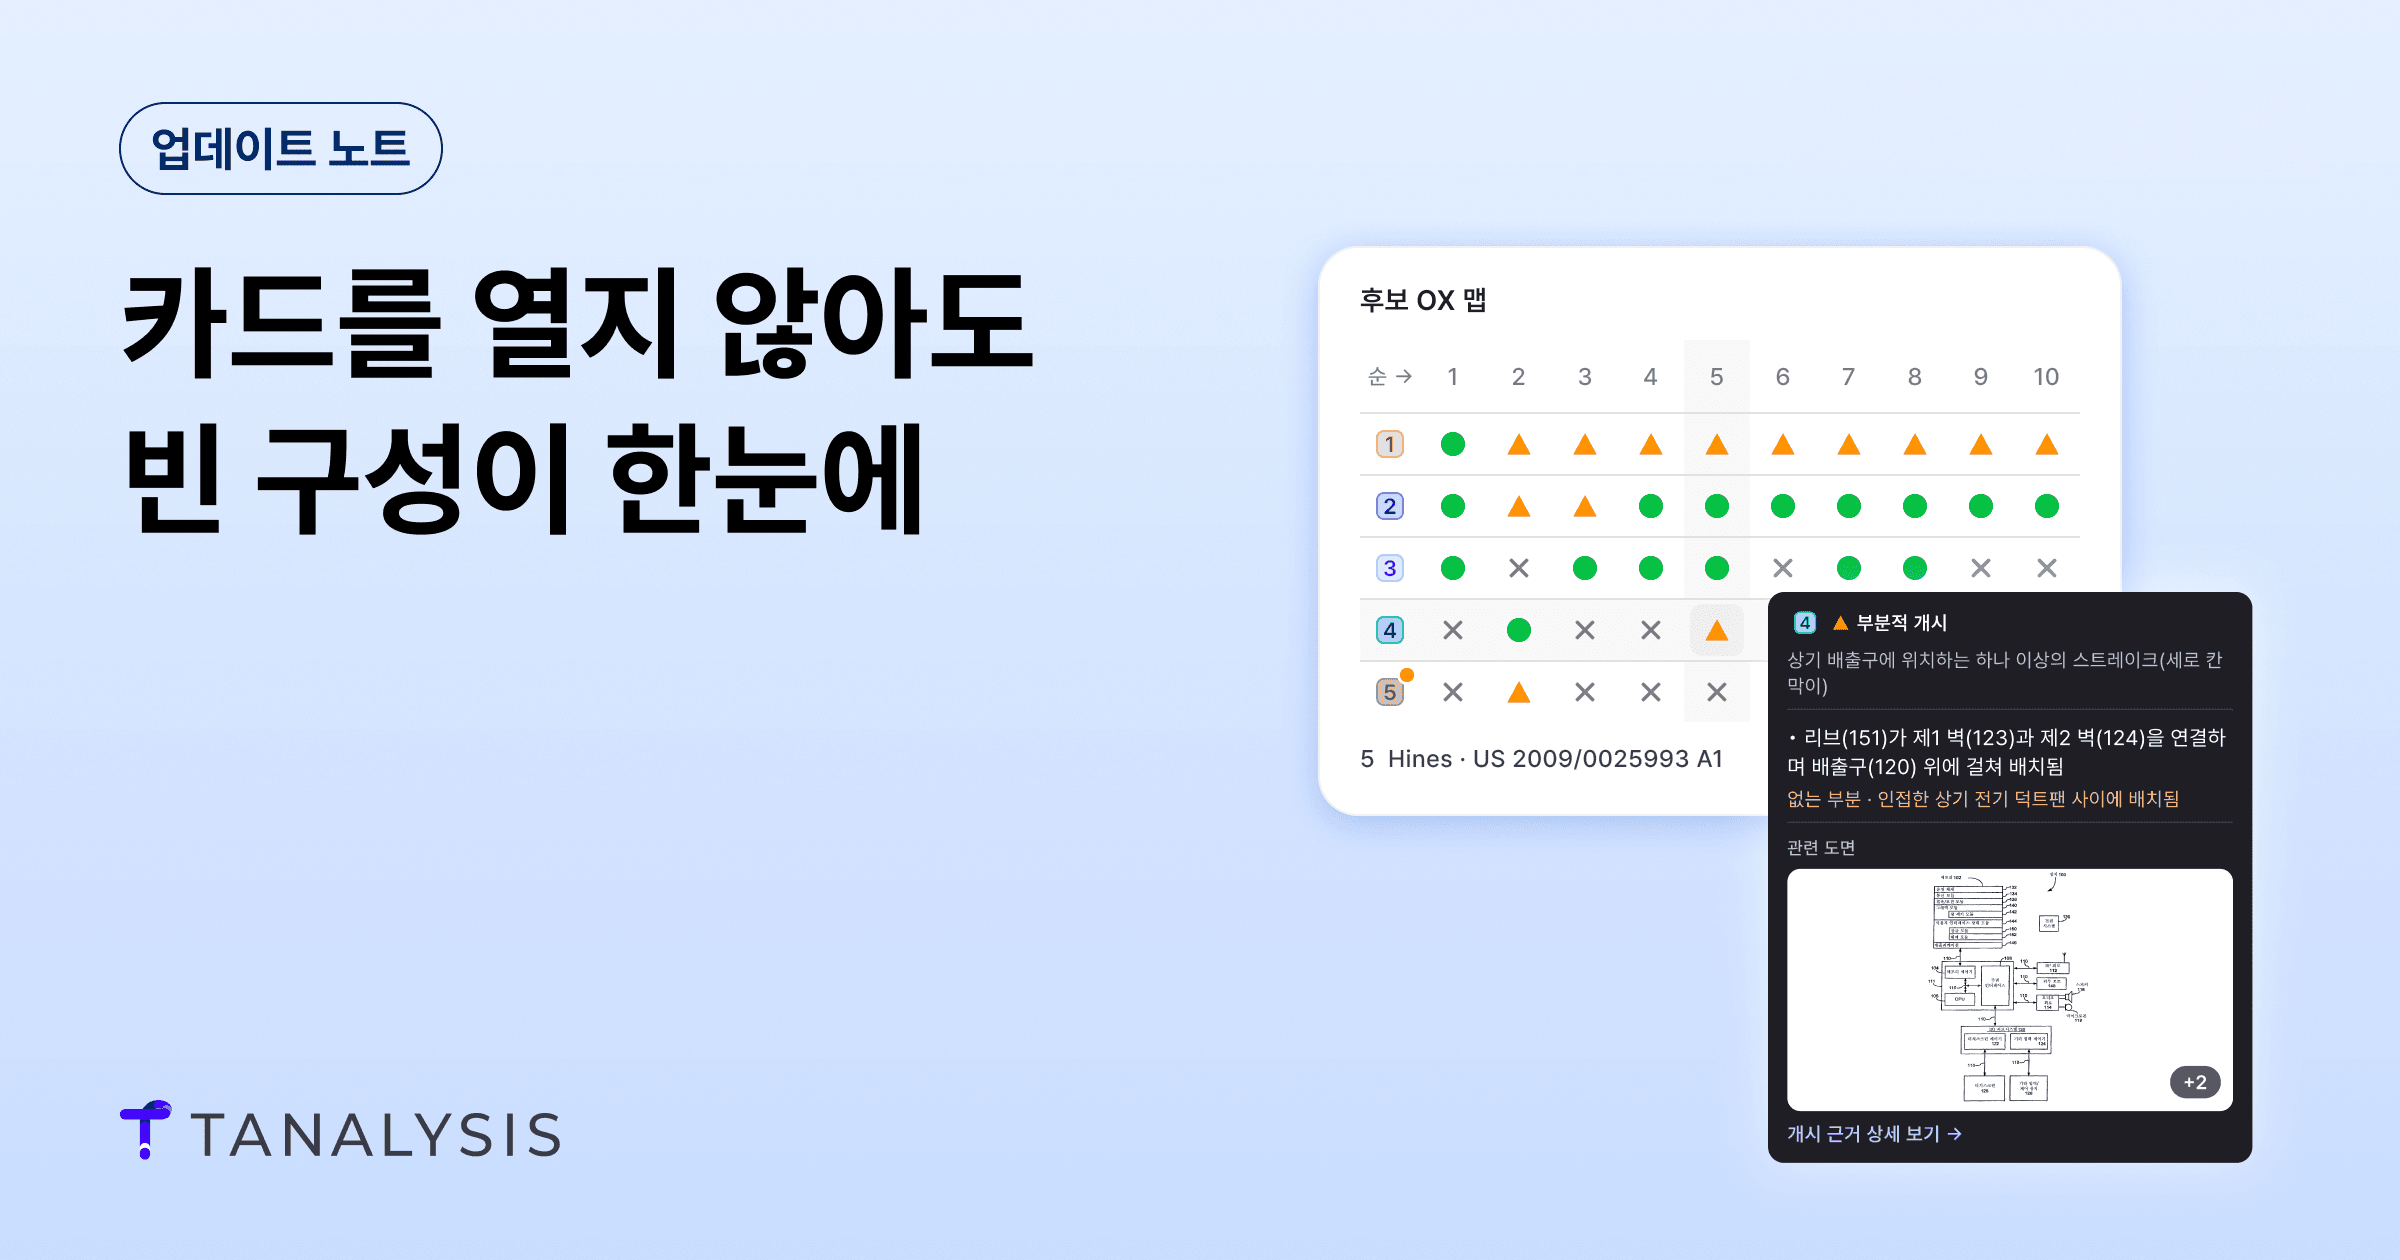 업데이트 노트
카드를 열지 않아도
빈 구성이 한눈에
TANALYSIS
후보 OX 맵
순 → 1 2 3 4 5 6 7 8 9 10
1
2
3
4
5
5 Hines · US 2009/0025993 A1
4 ▲ 부분적 개시
상기 배출구에 위치하는 하나 이상의 스트레이크(세로 칸
막이)
• 리브(151)가 제1 벽(123)과 제2 벽(124)을 연결하
며 배출구(120) 위에 걸쳐 배치됨
없는 부분 · 인접한 상기 전기 덕트팬 사이에 배치됨
관련 도면
CPU
+2
개시 근거 상세 보기 →